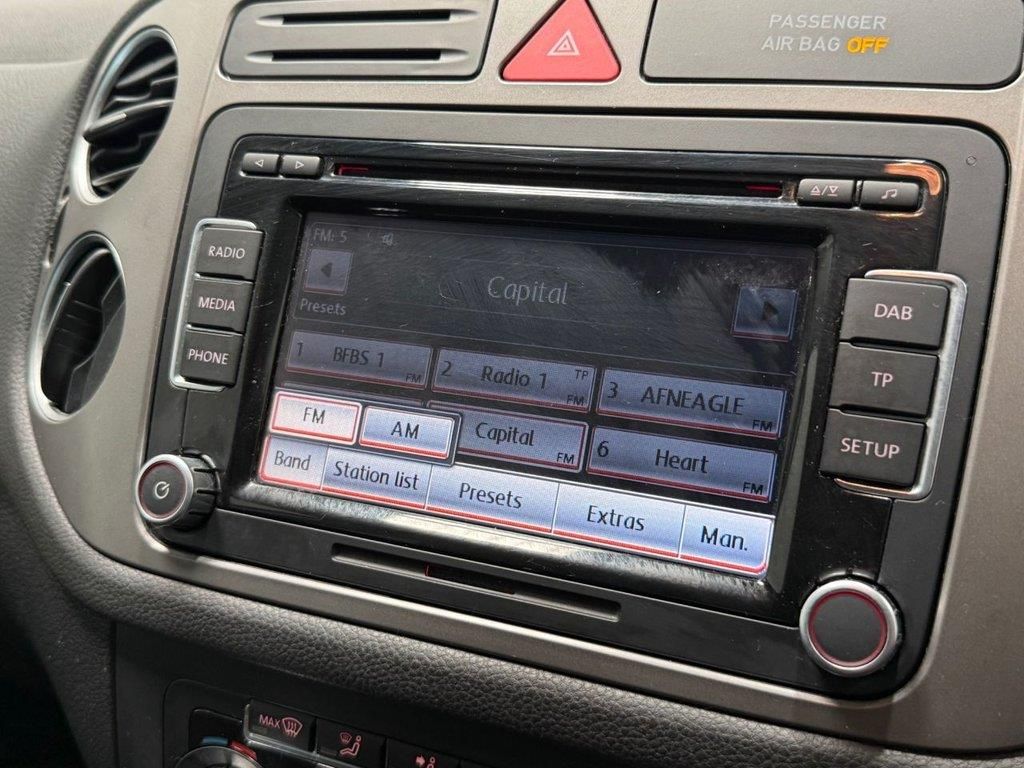 PASSENGER
AIR BAG OFF
RADIO
MEDIA
PHONE
FM: 5
Capital
Presets
1 BFBS 1 FM
2 Radio 1 TP FM
3 AFNEAGLE FM
FM
AM
Capital FM
6 Heart FM
Band
Station list
Presets
Extras
Man.
DAB
TP
SETUP
MAX